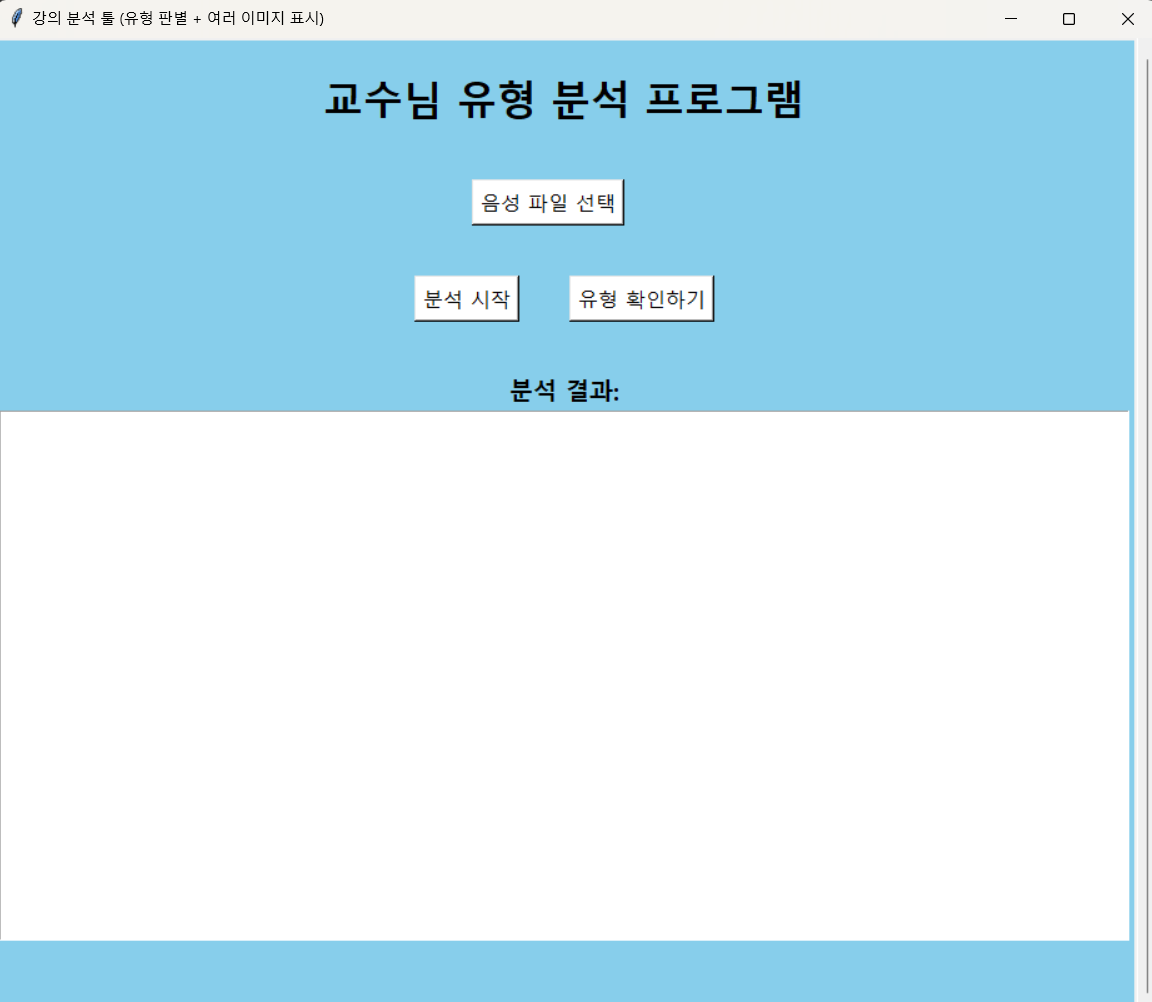 강의 분석 툴 (유형 판별 + 여러 이미지 표시)
교수님 유형 분석 프로그램
음성 파일 선택
분석 시작 유형 확인하기
분석 결과: